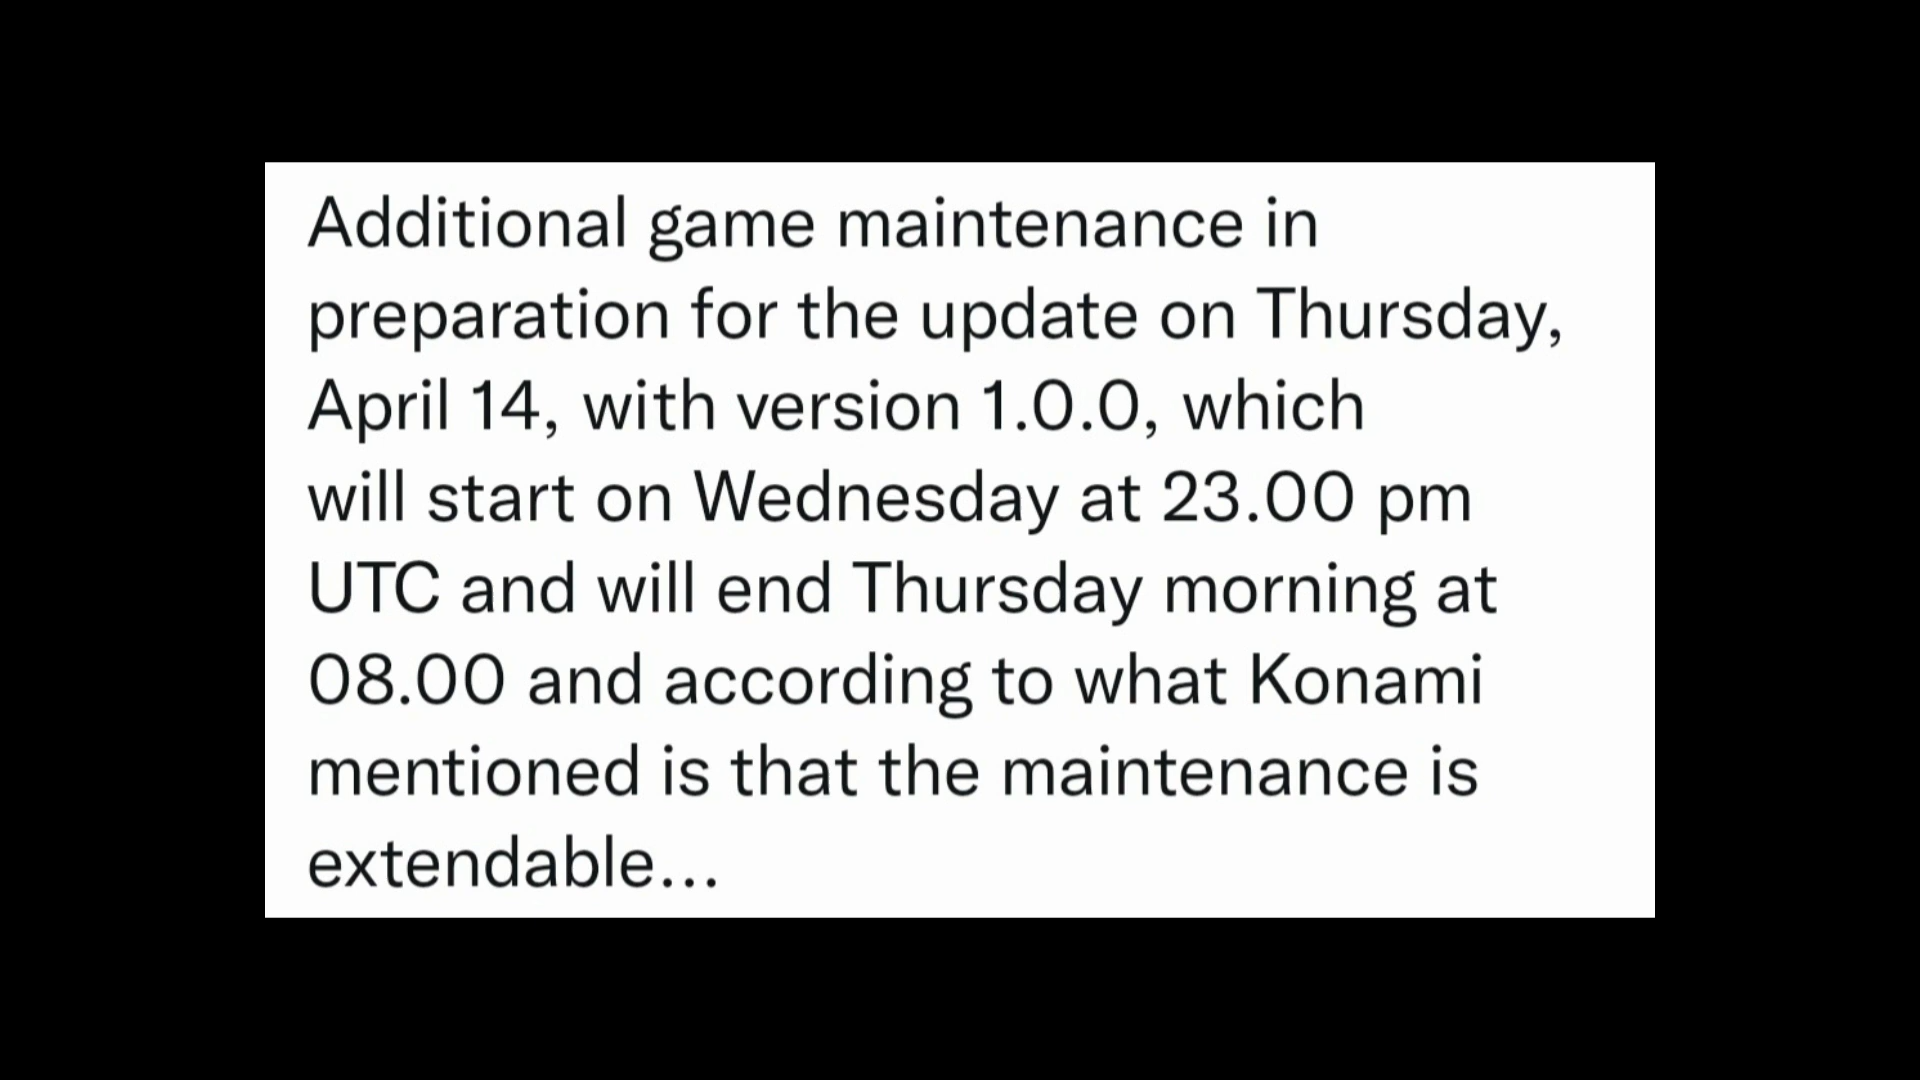 Additional game maintenance in
preparation for the update on Thursday,
April 14, with version 1.0.0, which
will start on Wednesday at 23.00 pm
UTC and will end Thursday morning at
08.00 and according to what Konami
mentioned is that the maintenance is
extendable...